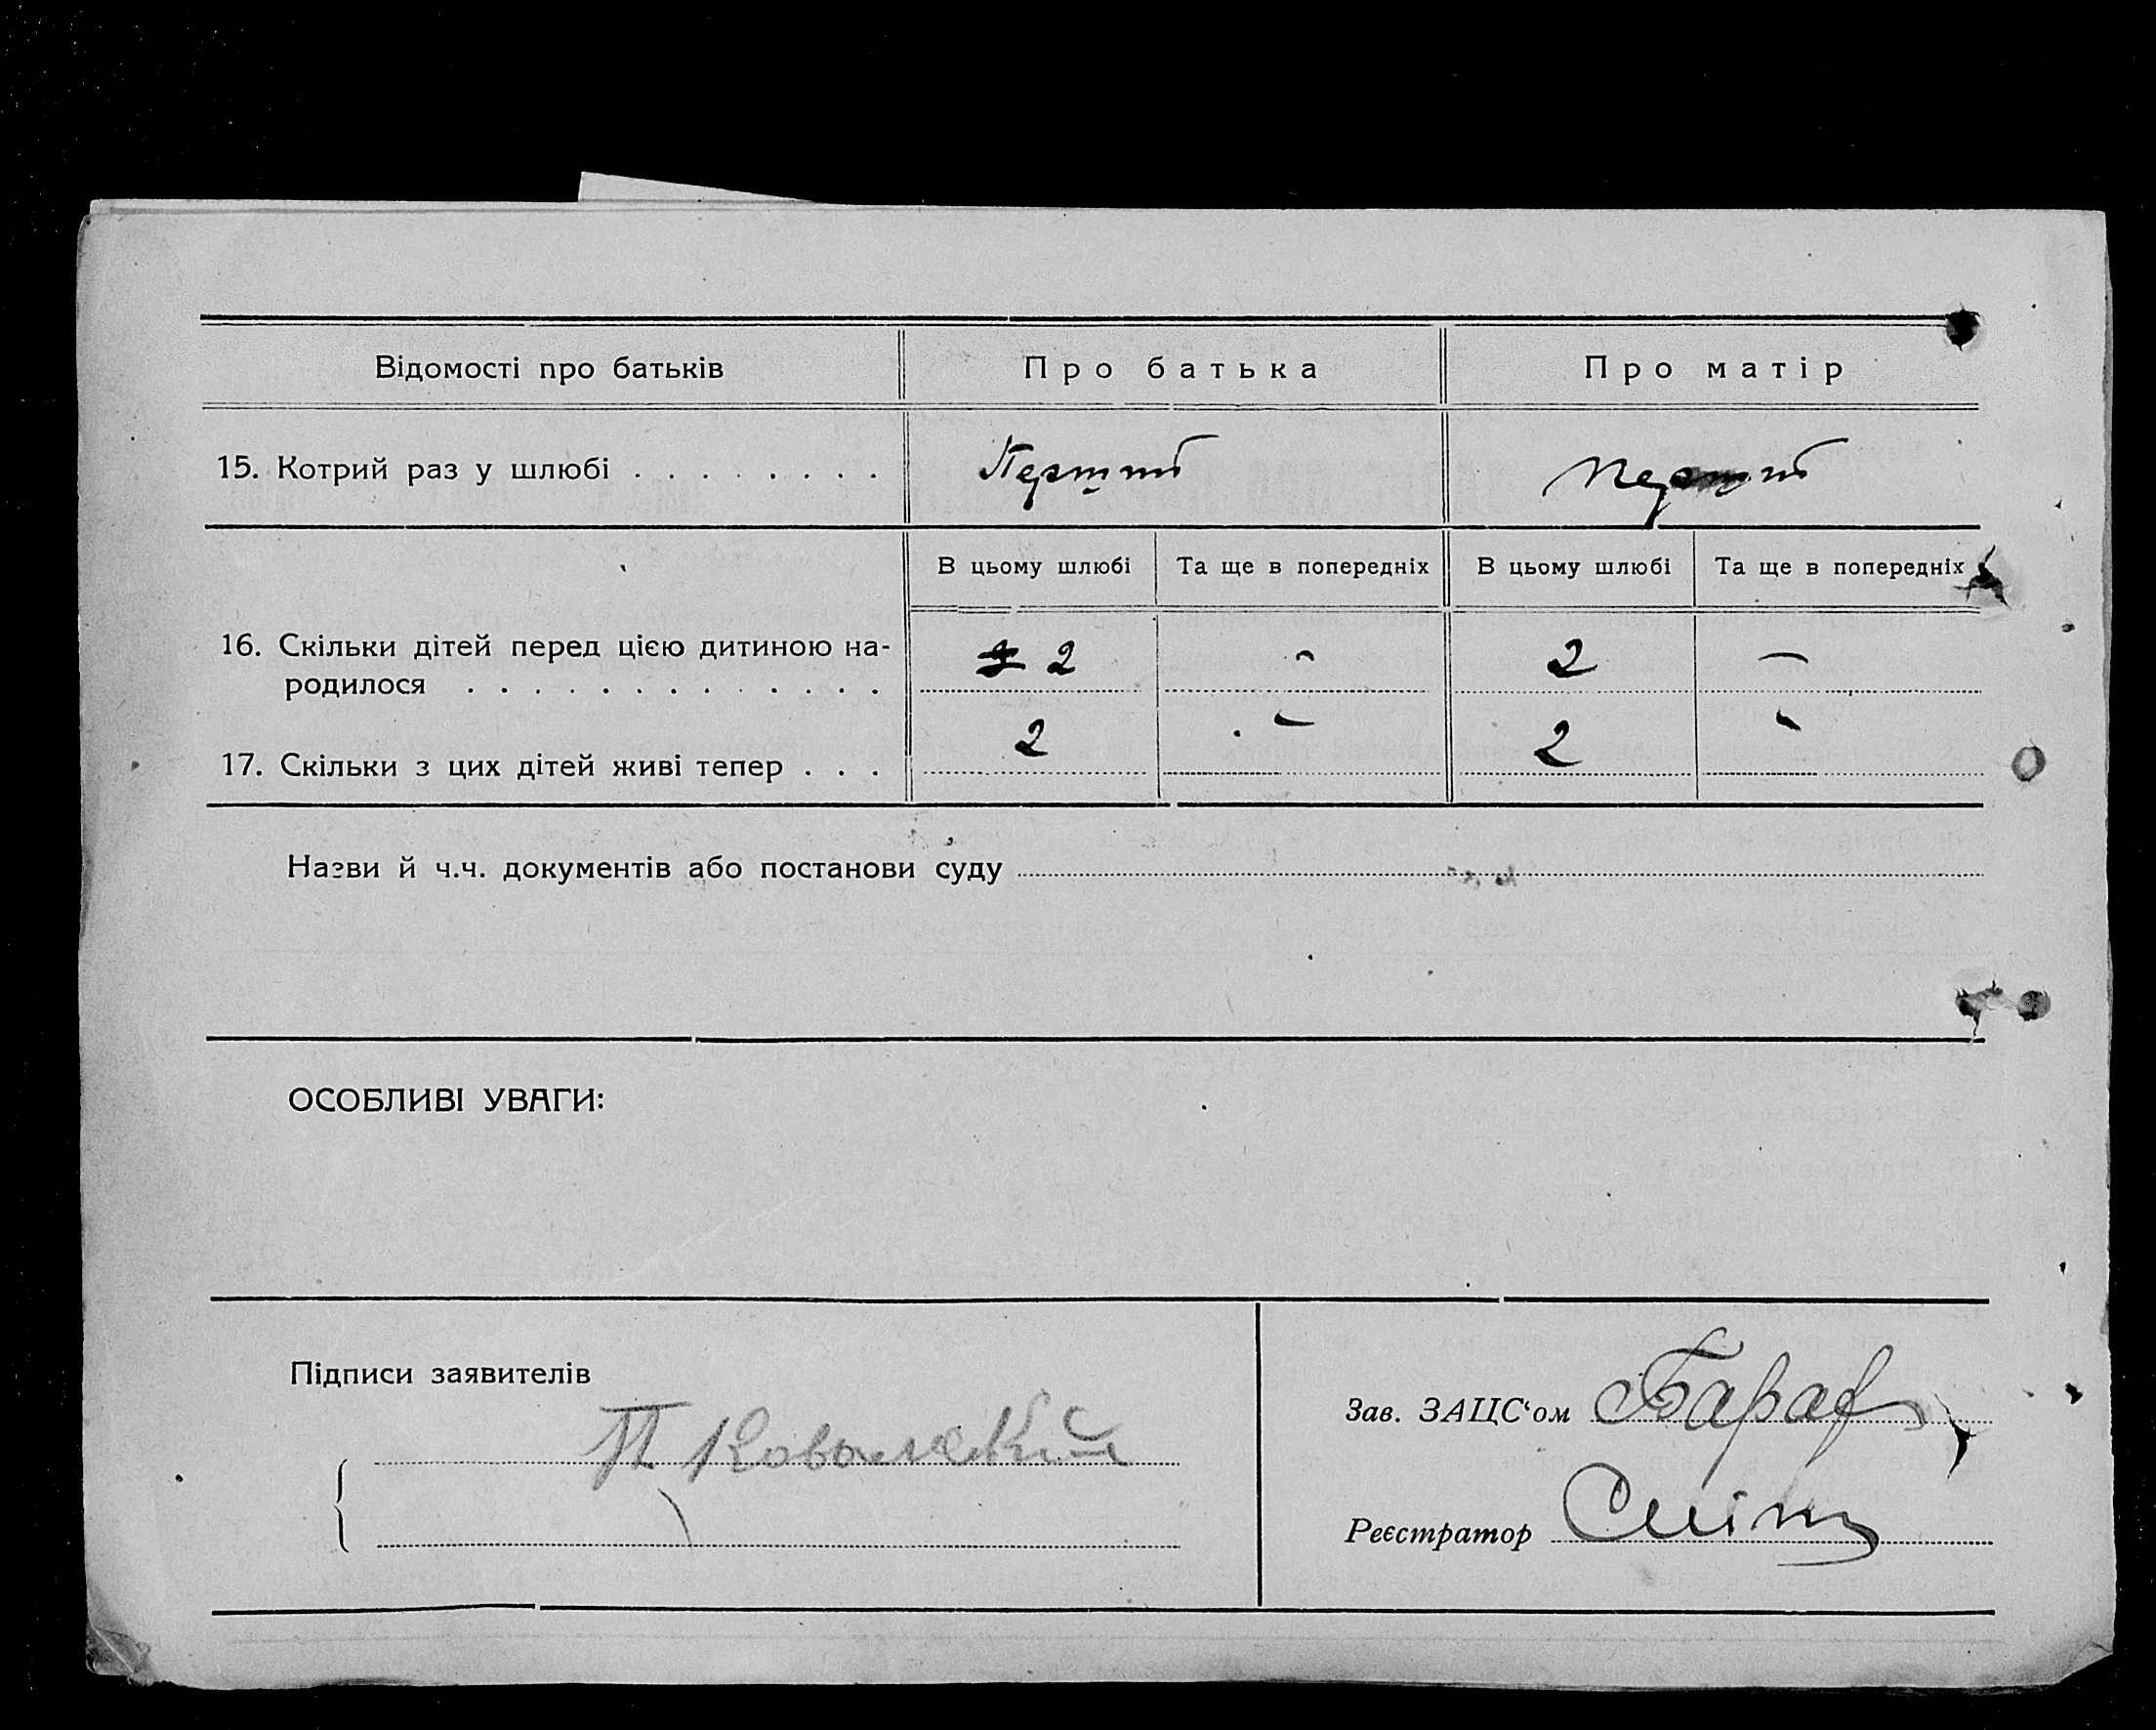 Відомості про батьків Про батька Про матір
15. Котрий раз у шлюбі . . . . . . . . Перший Перший
В цьому шлюбі Та ще в попередніх В цьому шлюбі Та ще в попередніх
16. Скільки дітей перед цією дитиною на-
родилося . . . . . . . . . . . . . 2 - 2 -
17. Скільки з цих дітей живі тепер . . . 2 - 2 -
Назви й ч.ч. документів або постанови суду
ОСОБЛИВІ УВАГИ:
Підписи заявителів
Зав. ЗАЦС‘ом
П Ковалский
Реєстратор